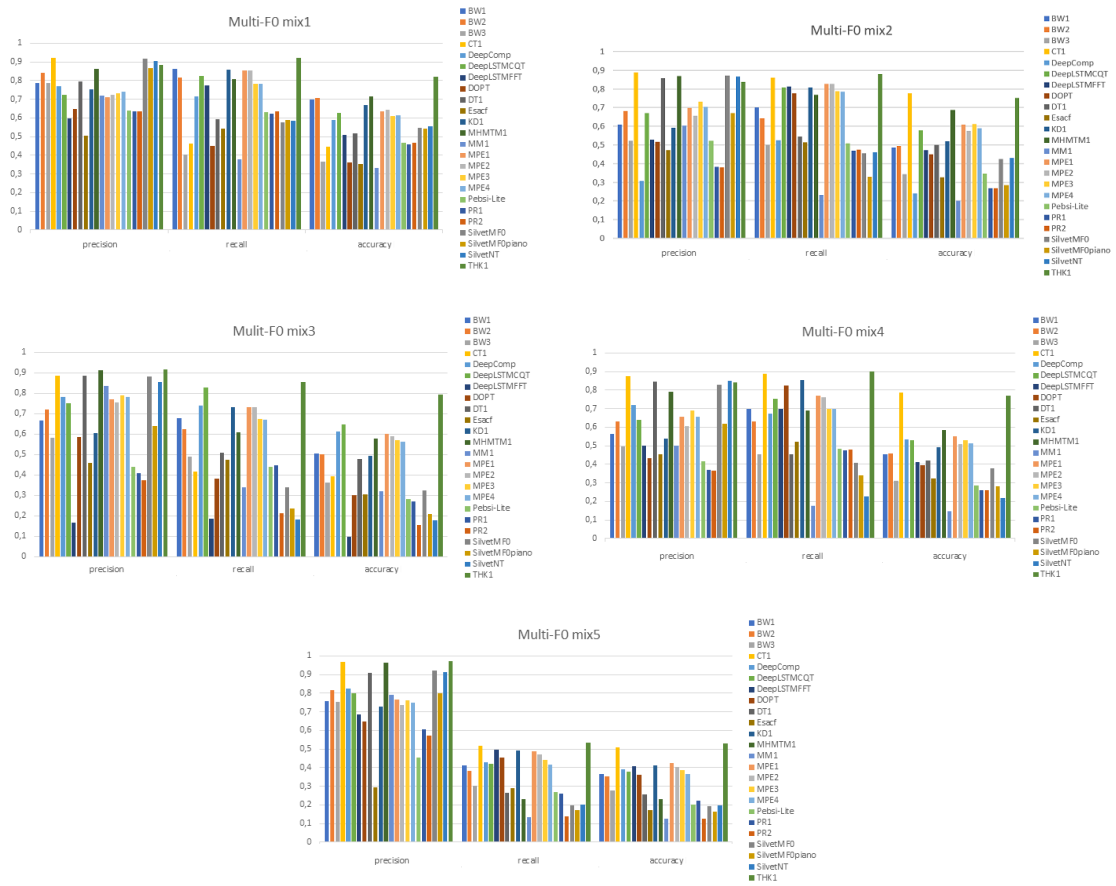 Multi-F0 mix1
1
0,9
0,8
0,7
0,6
0,5
0,4
0,3
0,2
0,1
0
precision
recall
accuracy
BW1
BW2
BW3
CT1
DeepComp
DeepLSTMCQT
DeepLSTMFFT
DOPT
DT1
Esacf
KD1
MHMTM1
MM1
MPE1
MPE2
MPE3
MPE4
Pebsi-Lite
PR1
PR2
SilvetMF0
SilvetMF0piano
SilvetNT
THK1
Multi-F0 mix2
1
0,9
0,8
0,7
0,6
0,5
0,4
0,3
0,2
0,1
0
precision
recall
accuracy
BW1
BW2
BW3
CT1
DeepComp
DeepLSTMCQT
DeepLSTMFFT
DOPT
DT1
Esacf
KD1
MHMTM1
MM1
MPE1
MPE2
MPE3
MPE4
Pebsi-Lite
PR1
PR2
SilvetMF0
SilvetMF0piano
SilvetNT
THK1
Mulit-F0 mix3
1
0,9
0,8
0,7
0,6
0,5
0,4
0,3
0,2
0,1
0
precision
recall
accuracy
BW1
BW2
BW3
CT1
DeepComp
DeepLSTMCQT
DeepLSTMFFT
DOPT
DT1
Esacf
KD1
MHMTM1
MM1
MPE1
MPE2
MPE3
MPE4
Pebsi-Lite
PR1
PR2
SilvetMF0
SilvetMF0piano
SilvetNT
THK1
Multi-F0 mix4
1
0,9
0,8
0,7
0,6
0,5
0,4
0,3
0,2
0,1
0
precision
recall
accuracy
BW1
BW2
BW3
CT1
DeepComp
DeepLSTMCQT
DeepLSTMFFT
DOPT
DT1
Esacf
KD1
MHMTM1
MM1
MPE1
MPE2
MPE3
MPE4
Pebsi-Lite
PR1
PR2
SilvetMF0
SilvetMF0piano
SilvetNT
THK1
Multi-F0 mix5
1
0,9
0,8
0,7
0,6
0,5
0,4
0,3
0,2
0,1
0
precision
recall
accuracy
BW1
BW2
BW3
CT1
DeepComp
DeepLSTMCQT
DeepLSTMFFT
DOPT
DT1
Esacf
KD1
MHMTM1
MM1
MPE1
MPE2
MPE3
MPE4
Pebsi-Lite
PR1
PR2
SilvetMF0
SilvetMF0piano
SilvetNT
THK1